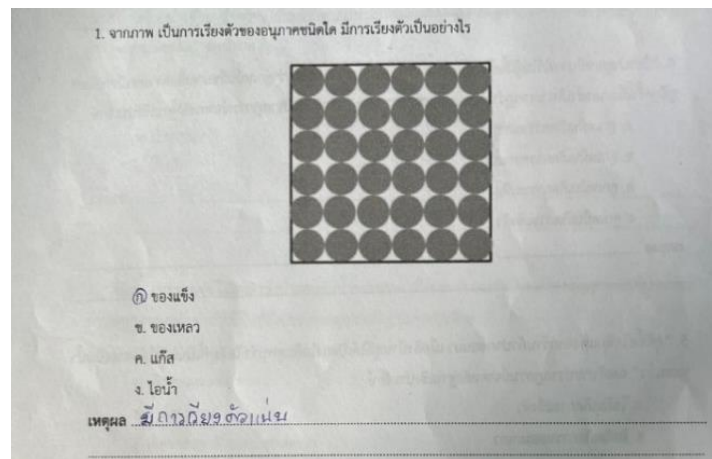 1. จากภาพ เป็นการเรียงตัวของอนุภาคชนิดใด มีการเรียงตัวเป็นอย่างไร
ก ของแข็ง
ข. ของเหลว
ค. แก๊ส
ง. ไอน้ำ
เหตุผล มีการเรียงตัวแน่น